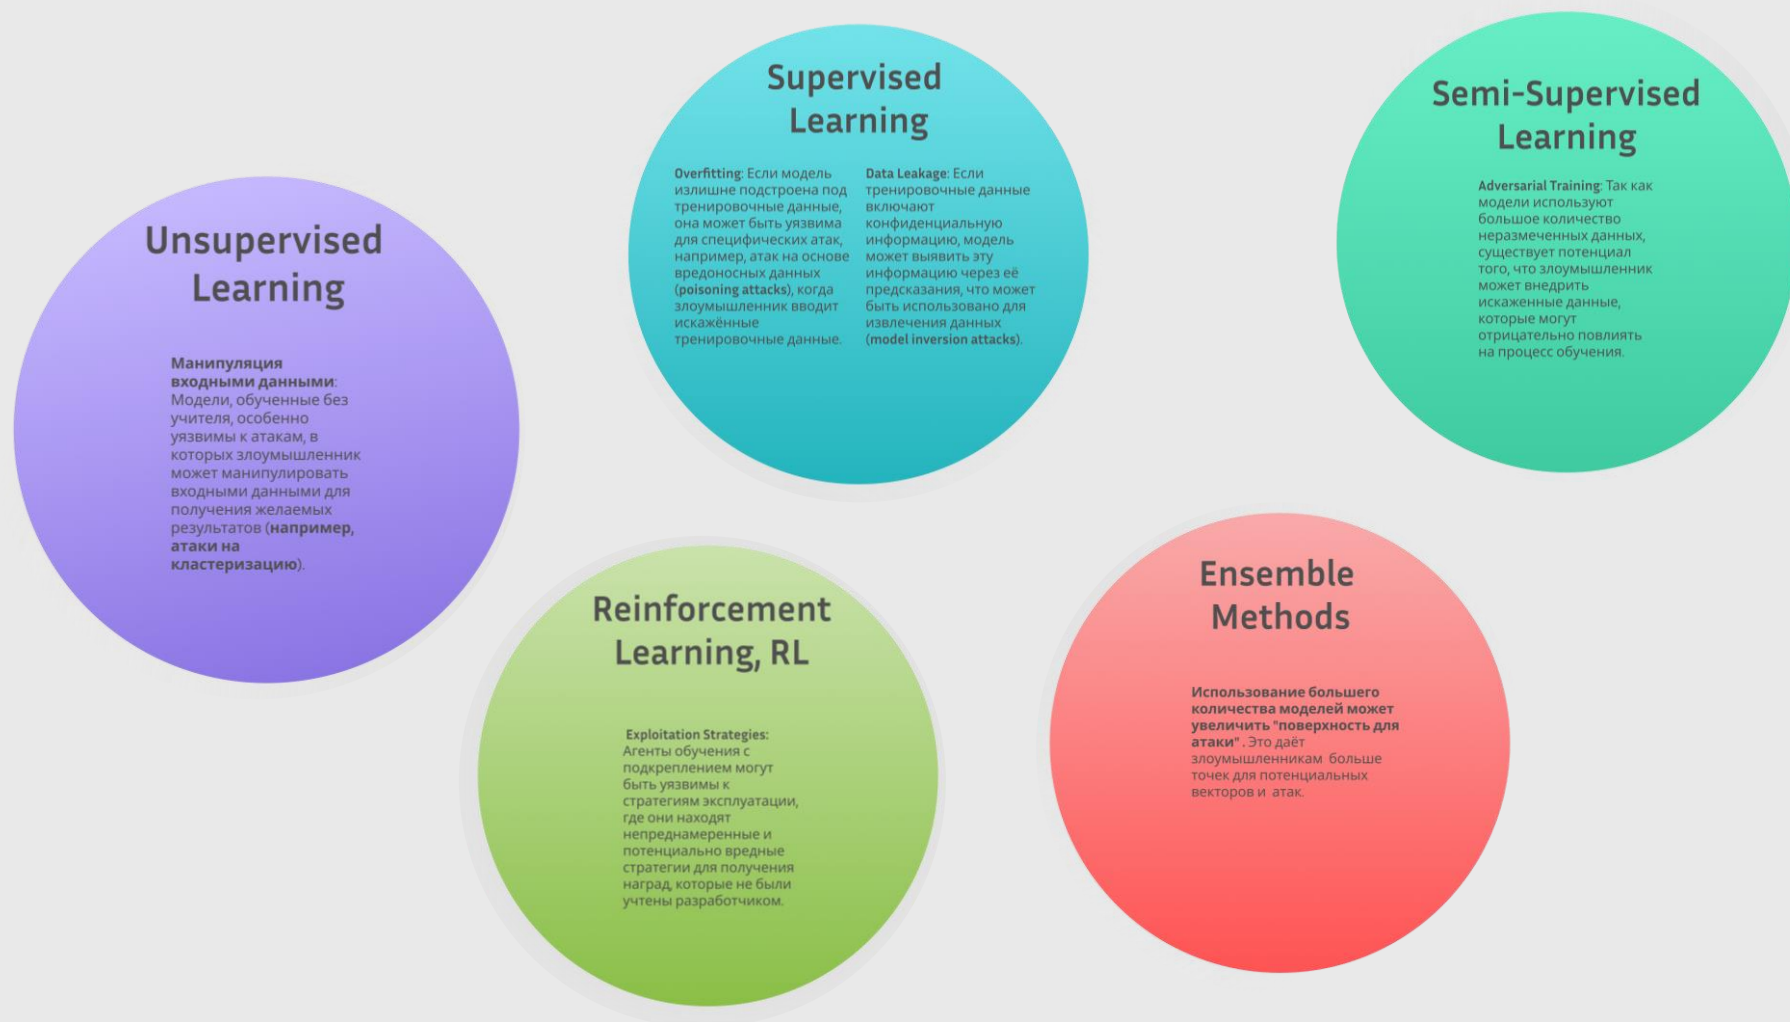 Unsupervised
Learning
Манипуляция
входными данными:
Модели, обученные без
учителя, особенно
уязвимы к атакам, в
которых злоумышленник
может манипулировать
входными данными для
получения желаемых
результатов (например,
атаки на
кластеризацию).
Supervised
Learning
Overfitting: Если модель
излишне подстроена под
тренировочные данные,
она может быть уязвима
для специфических атак,
например, атак на основе
вредоносных данных
(poisoning attacks), когда
злоумышленник вводит
искажённые
тренировочные данные.
Data Leakage: Если
тренировочные данные
включают
конфиденциальную
информацию, модель
может выявить эту
информацию через её
предсказания, что может
быть использовано для
извлечения данных
(model inversion attacks).
Semi-Supervised
Learning
Adversarial Training: Так как
модели используют
большое количество
неразмеченных данных,
существует потенциал
того, что злоумышленник
может внедрить
искаженные данные,
которые могут
отрицательно повлиять
на процесс обучения.
Reinforcement
Learning, RL
Exploitation Strategies:
Агенты обучения с
подкреплением могут
быть уязвимы к
стратегиям эксплуатации,
где они находят
непреднамеренные и
потенциально вредные
стратегии для получения
наград, которые не были
учтены разработчиком.
Ensemble
Methods
Использование большего
количества моделей может
увеличить "поверхность для
атаки" . Это даёт
злоумышленникам больше
точек для потенциальных
векторов и атак.